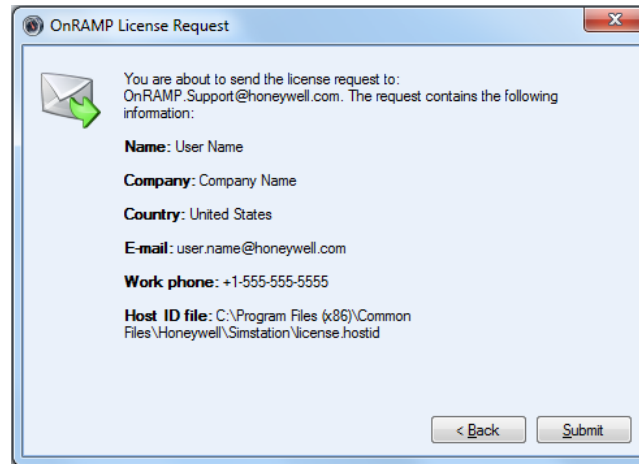 OnRAMP License Request
You are about to send the license request to:
OnRAMP.Support@honeywell.com. The request contains the following
information:
Name: User Name
Company: Company Name
Country: United States
E-mail: user.name@honeywell.com
Work phone: +1-555-555-5555
Host ID file: C:\Program Files (x86)\Common
Files\Honeywell\Simstation\license.hostid
< Back
Submit